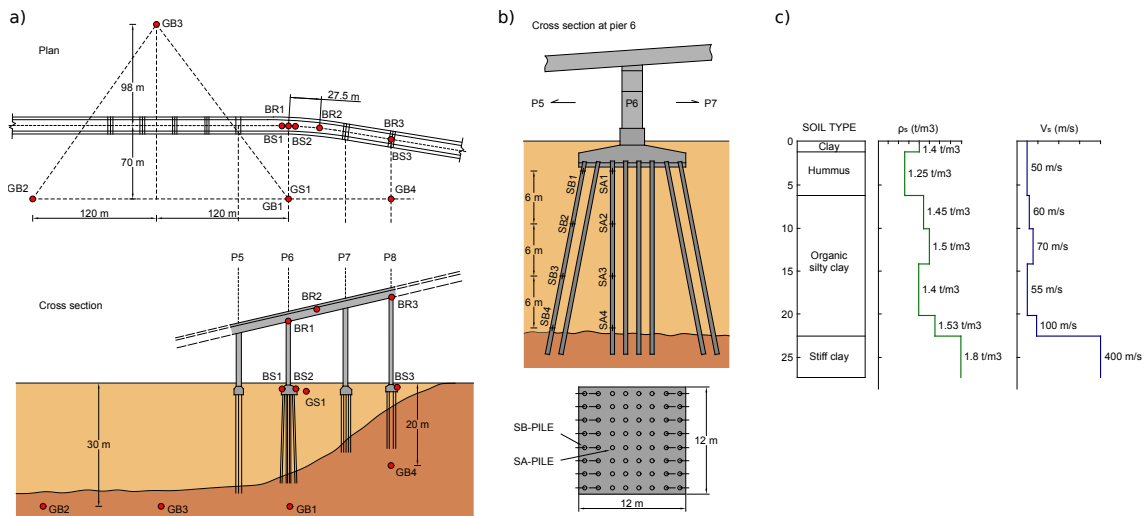 a)
GB3
Plan
98 m
27.5 m
BR1
BR2
BR3
BS1
BS2
BS3
70 m
GB2
GS1
GB4
GB1
120 m
120 m
P5
P6
P7
P8
Cross section
BR2
BR3
BR1
BS1
BS2
BS3
GS1
30 m
20 m
GB4
GB2
GB3
GB1
b)
Cross section at pier 6
P5
P6
P7
SB1
SA1
6 m
SB2
SA2
6 m
SB3
SA3
6 m
SB4
SA4
SB-PILE
SA-PILE
12 m
12 m
c)
SOIL TYPE
ρs (t/m3)
Vs (m/s)
0
5
10
15
20
25
Clay
Hummus
Organic
silty clay
Stiff clay
1.4 t/m3
1.25 t/m3
1.45 t/m3
1.5 t/m3
1.4 t/m3
1.53 t/m3
1.8 t/m3
50 m/s
60 m/s
70 m/s
55 m/s
100 m/s
400 m/s